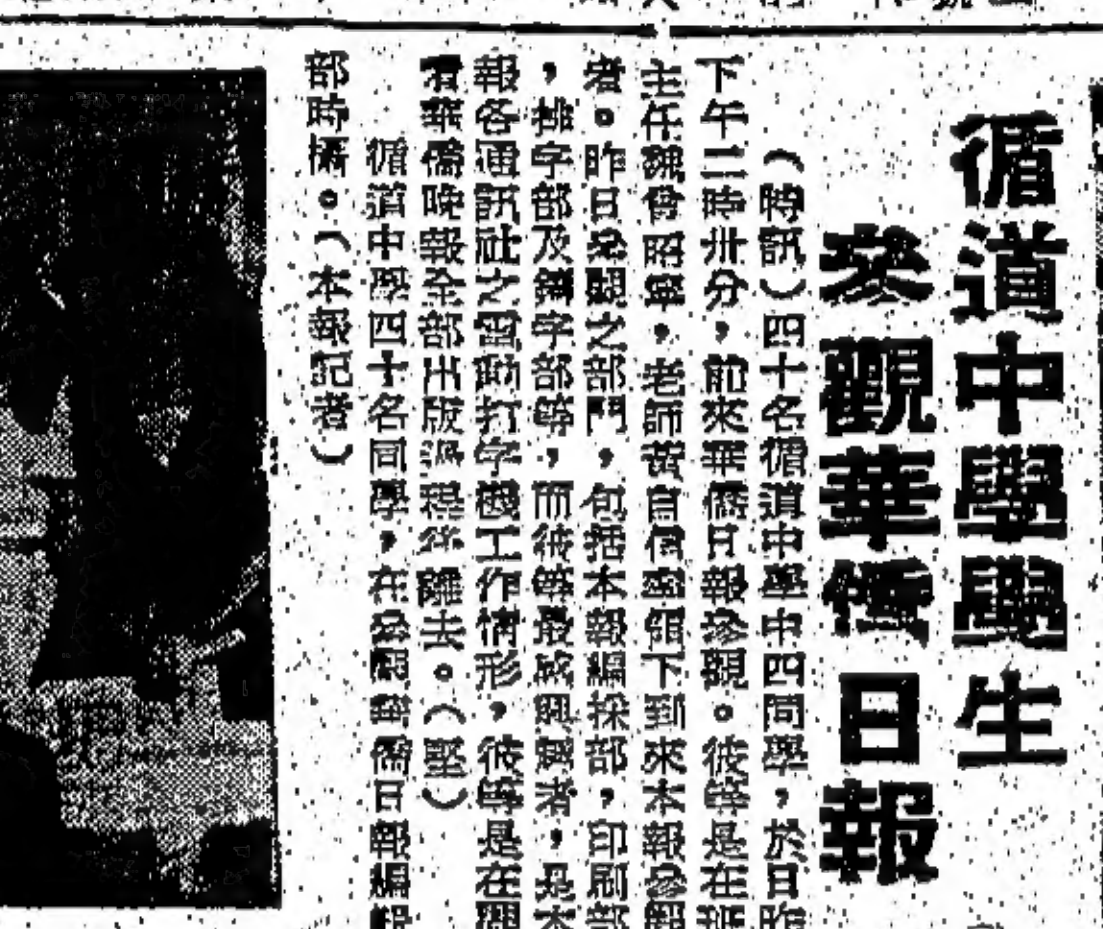 循道中學學生
參觀華僑日報
（特訊）四十名循道中學中四同學，於日昨
下午二時卅分，前來華僑日報參觀。彼等是在班
主任魏曾昭寧，老師黃自信率領下到來本報參觀
者。昨日參觀之部門，包括本報編採部，印刷部
，排字部及鑄字部等，而彼等最感興趣者，是本
報各通訊社之電動打字機工作情形，彼等是在閱
看華僑晚報全部出版過程後離去。（堅）
循道中學四十名同學，在參觀華僑日報編輯
部時攝。（本報記者）